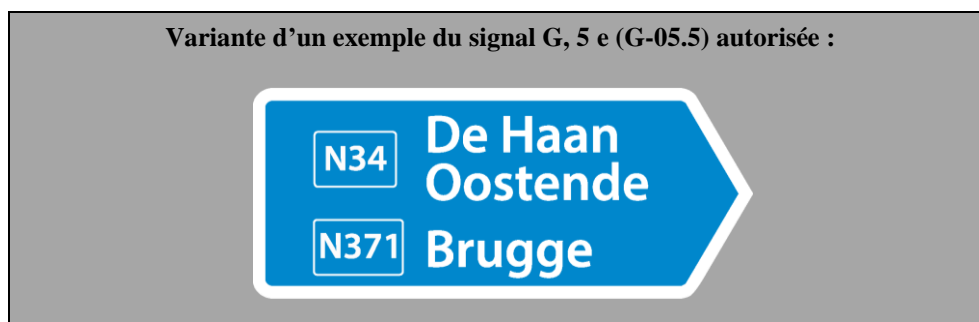 Variante d’un exemple du signal G, 5 e (G-05.5) autorisée :
N34 De Haan
Oostende
N371 Brugge